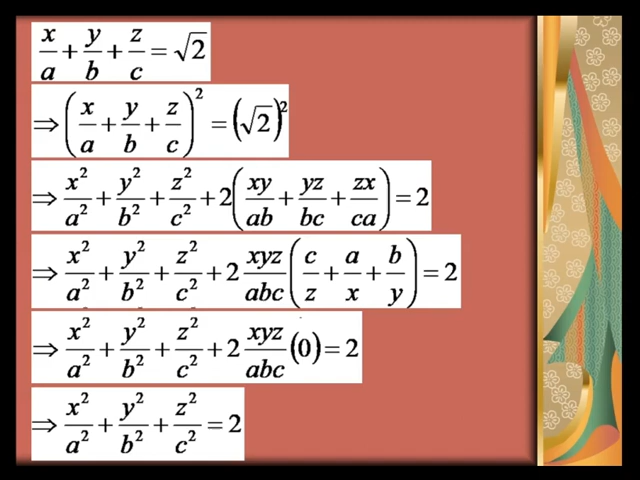 x/a + y/b + z/c = √2
⇒ (x/a + y/b + z/c)² = (√2)²
⇒ x²/a² + y²/b² + z²/c² + 2(xy/ab + yz/bc + zx/ca) = 2
⇒ x²/a² + y²/b² + z²/c² + 2 xyz/abc (c/z + a/x + b/y) = 2
⇒ x²/a² + y²/b² + z²/c² + 2 xyz/abc (0) = 2
⇒ x²/a² + y²/b² + z²/c² = 2